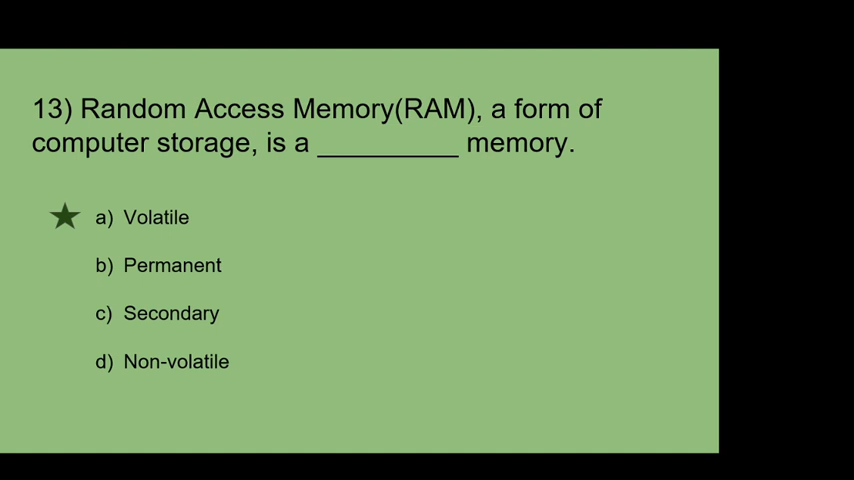 13) Random Access Memory(RAM), a form of
computer storage, is a _________ memory.
a) Volatile
b) Permanent
c) Secondary
d) Non-volatile